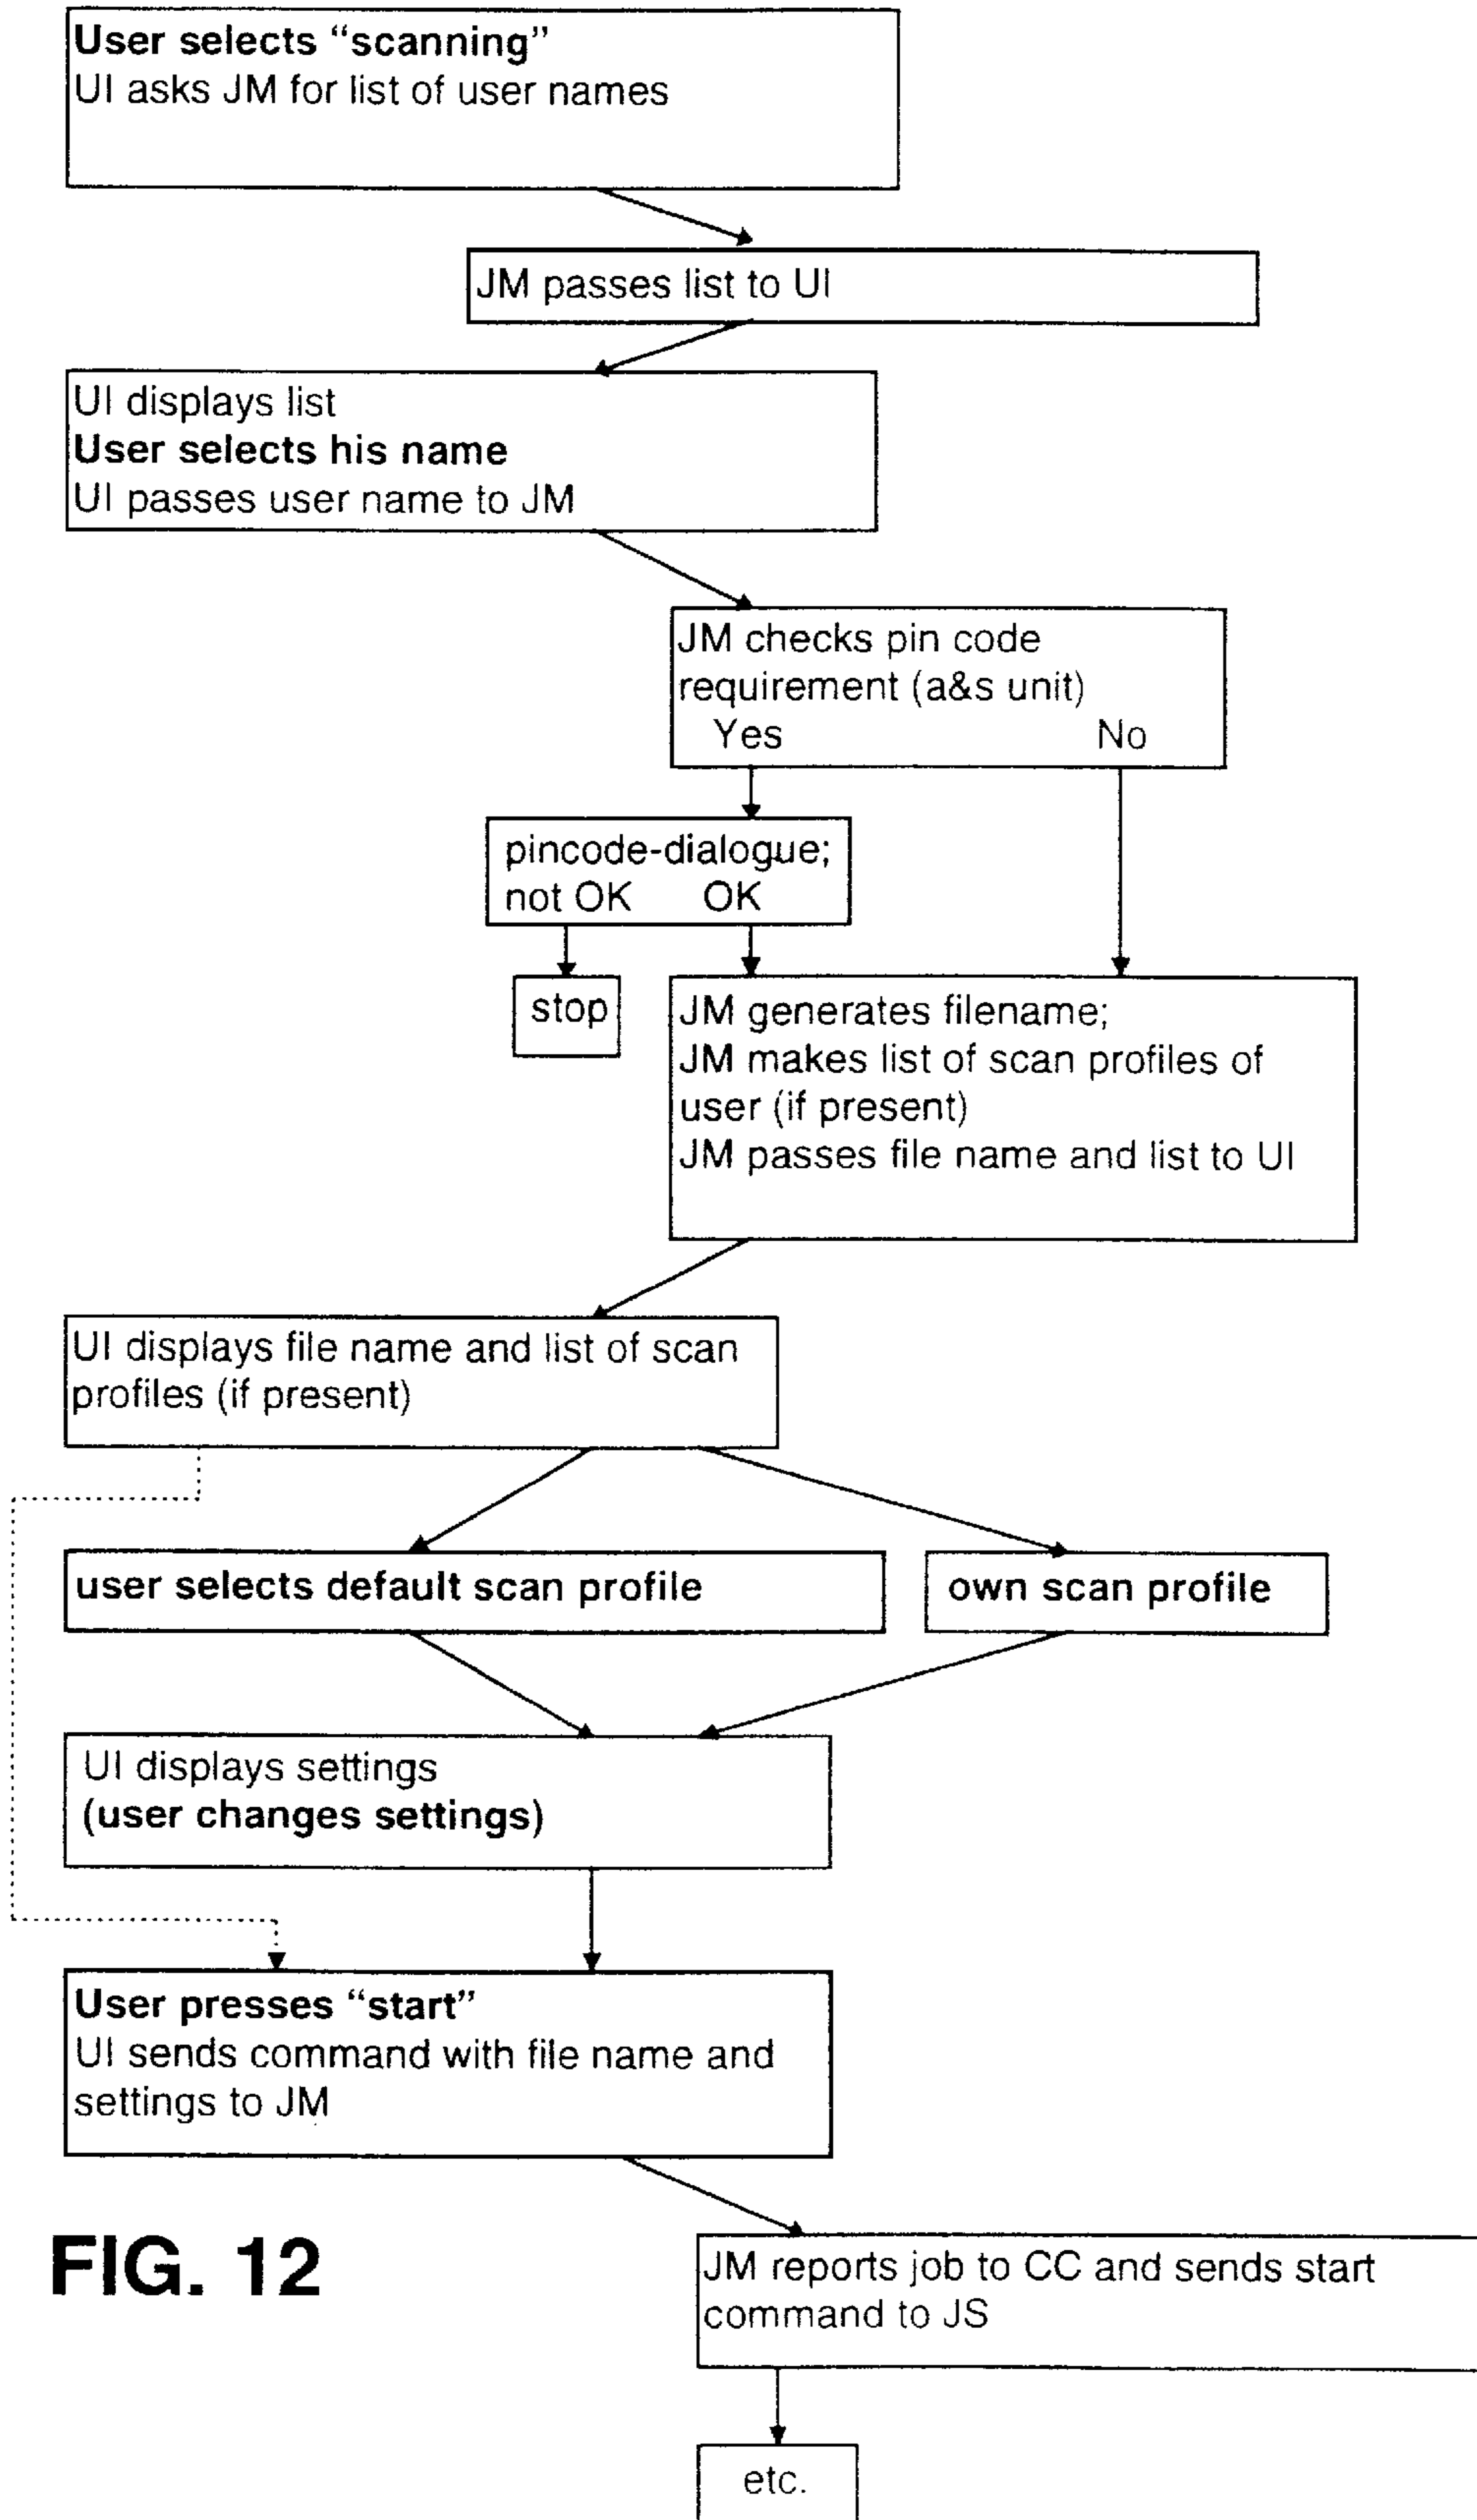 User selects “scanning”
UI asks JM for list of user names
JM passes list to UI
UI displays list
User selects his name
UI passes user name to JM
JM checks pin code
requirement (a&s unit)
Yes No
pincode-dialogue;
not OK OK
stop
JM generates filename;
JM makes list of scan profiles of
user (if present)
JM passes file name and list to UI
UI displays file name and list of scan
profiles (if present)
user selects default scan profile
own scan profile
UI displays settings
(user changes settings)
User presses “start”
UI sends command with file name and
settings to JM
FIG. 12
JM reports job to CC and sends start
command to JS
etc.